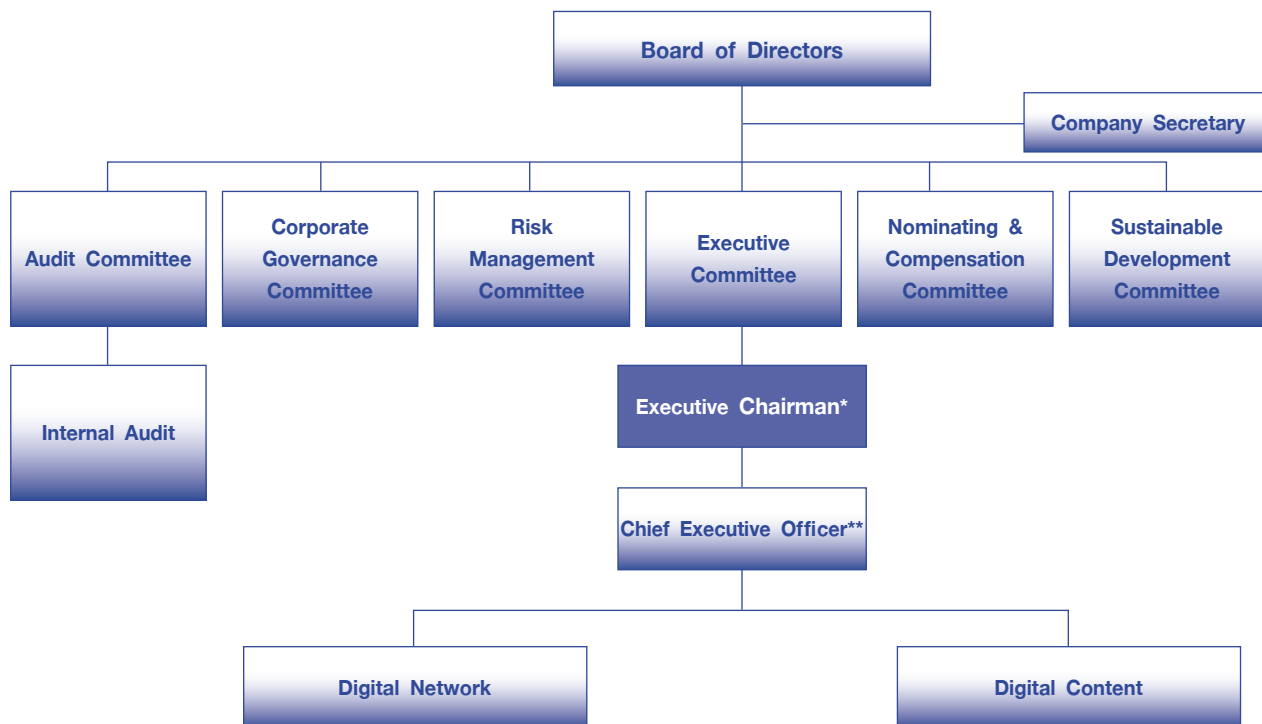 Board of Directors
Company Secretary
Audit Committee
Corporate
Governance
Committee
Risk
Management
Committee
Executive
Committee
Nominating &
Compensation
Committee
Sustainable
Development
Committee
Internal Audit
Executive Chairman*
Chief Executive Officer**
Digital Network
Digital Content